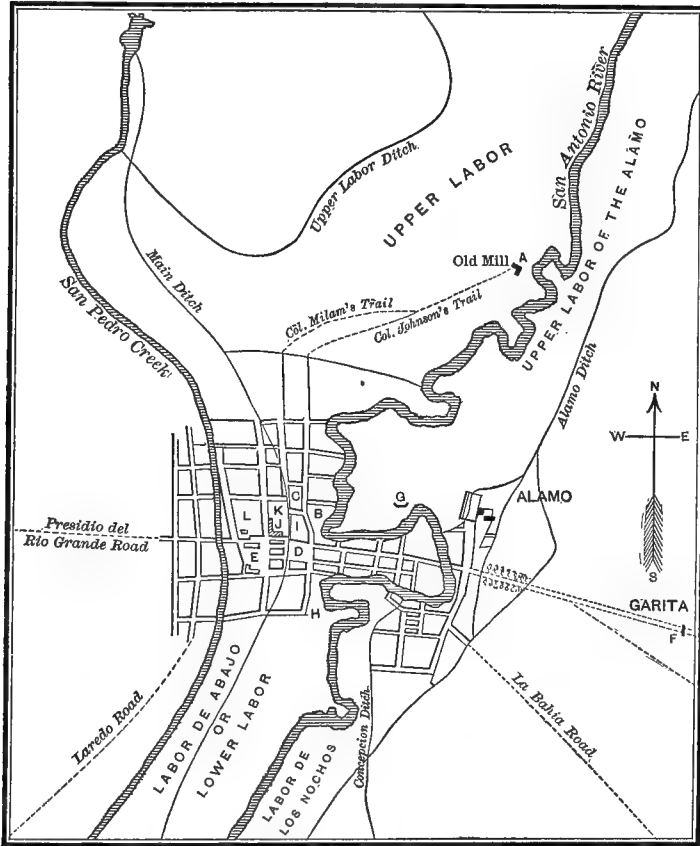 San Antonio River
UPPER LABOR OF THE ALAMO
Upper Labor Ditch.
UPPER LABOR
Old Mill
A
Main Ditch
San Pedro Creek
Col. Milam's Trail
Col. Johnson's Trail
Alamo Ditch
N
W
E
S
C
G
ALAMO
L
K
J
B
I
Presidio del
Rio Grande Road
E
D
H
GARITA
F
Laredo Road
LABOR DE ABAJO
OR
LOWER LABOR
La Bahia Road.
Concepcion Ditch
LABOR DE
LOS NOCHOS